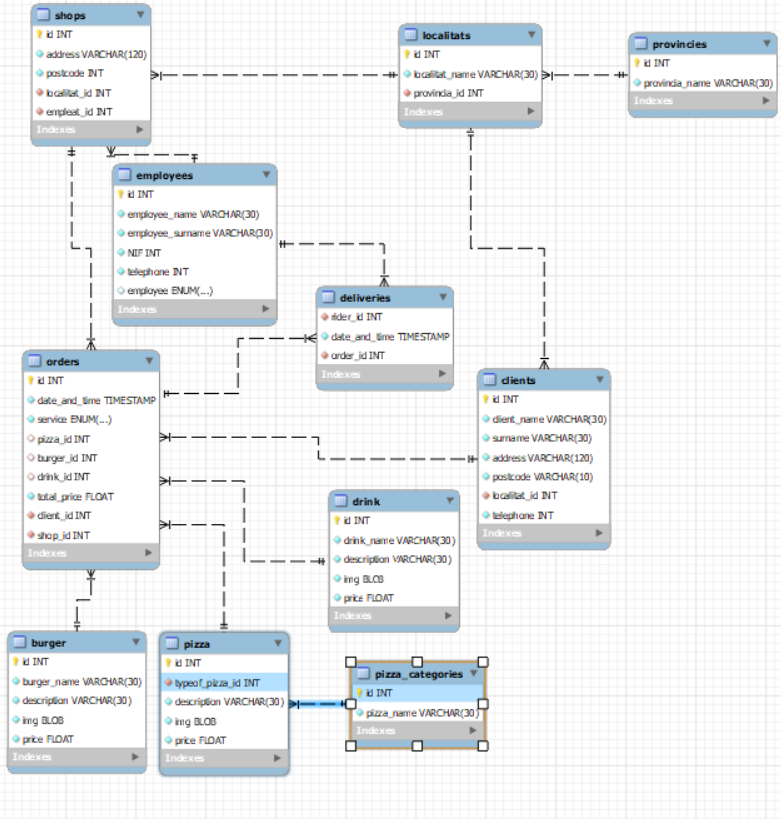 shops
id INT
address VARCHAR(120)
postcode INT
localitat_id INT
empleat_id INT
Indexes
localitats
id INT
localitat_name VARCHAR(30)
provincia_id INT
Indexes
provincies
id INT
provincia_name VARCHAR(30)
Indexes
employees
id INT
employee_name VARCHAR(30)
employee_surname VARCHAR(30)
NIF INT
telephone INT
employee ENUM(...)
Indexes
deliveries
rider_id INT
date_and_time TIMESTAMP
order_id INT
Indexes
orders
id INT
date_and_time TIMESTAMP
service ENUM(...)
pizza_id INT
burger_id INT
drink_id INT
total_price FLOAT
client_id INT
shop_id INT
Indexes
clients
id INT
client_name VARCHAR(30)
surname VARCHAR(30)
address VARCHAR(120)
postcode VARCHAR(10)
localitat_id INT
telephone INT
Indexes
drink
id INT
drink_name VARCHAR(30)
description VARCHAR(30)
img BLOB
price FLOAT
Indexes
burger
id INT
burger_name VARCHAR(30)
description VARCHAR(30)
img BLOB
price FLOAT
Indexes
pizza
id INT
typeof_pizza_id INT
description VARCHAR(30)
img BLOB
price FLOAT
Indexes
pizza_categories
id INT
pizza_name VARCHAR(30)
Indexes